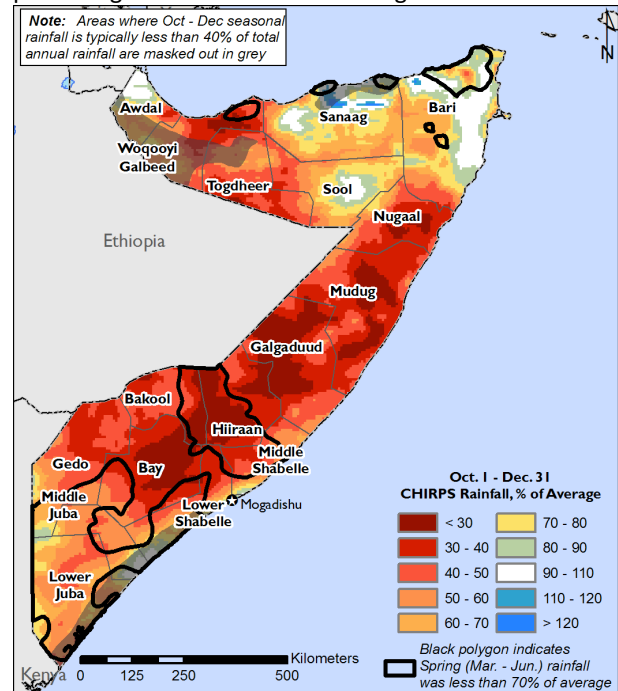 Note: Areas where Oct - Dec seasonal
rainfall is typically less than 40% of total
annual rainfall are masked out in grey
N
Awdal
Sanaag
Bari
Woqooyi
Galbeed
Togdheer
Sool
Nugaal
Ethiopia
Mudug
Galgaduud
Bakool
Hiiraan
Gedo
Bay
Middle
Shabelle
Middle
Juba
Lower
Shabelle
Mogadishu
Lower
Juba
Kenya
Oct. 1 - Dec. 31
CHIRPS Rainfall, % of Average
< 30
70 - 80
30 - 40
80 - 90
40 - 50
90 - 110
50 - 60
110 - 120
60 - 70
> 120
Black polygon indicates
Spring (Mar. - Jun.) rainfall
was less than 70% of average
Kilometers
0 125 250 500